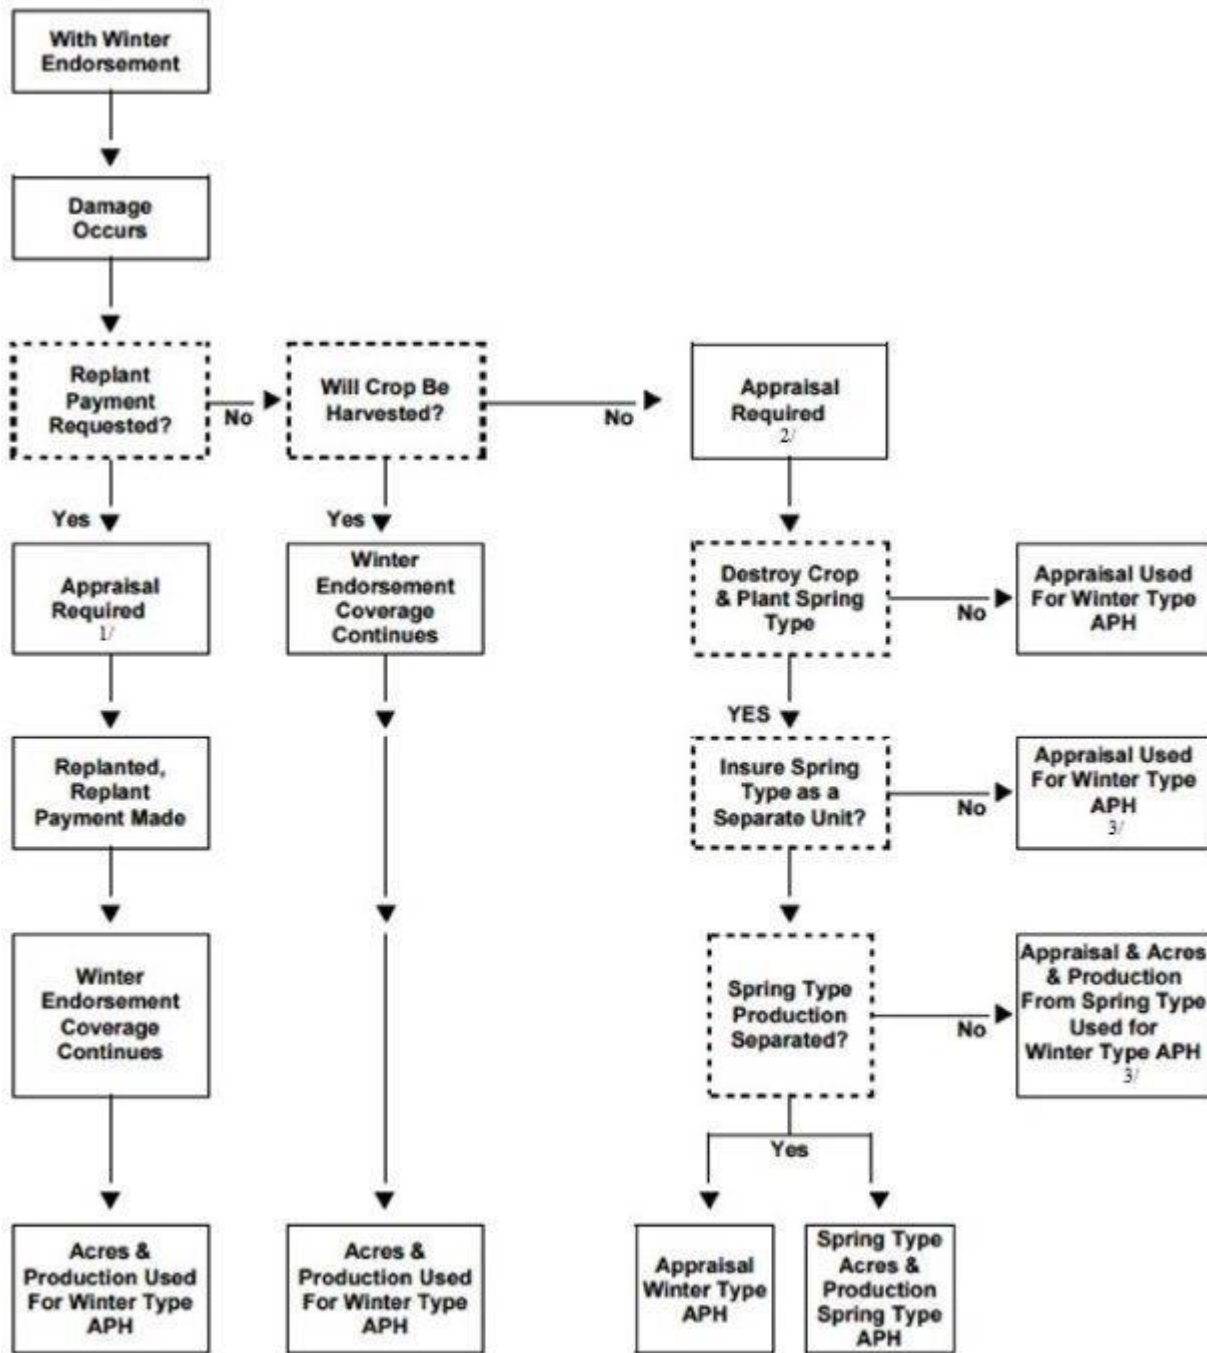 With Winter
Endorsement
Damage
Occurs
Replant
Payment
Requested?
No
Will Crop Be
Harvested?
No
Appraisal
Required
2/
Yes
Yes
Appraisal
Required
1/
Winter
Endorsement
Coverage
Continues
Destroy Crop
& Plant Spring
Type
No
Appraisal Used
For Winter Type
APH
YES
Replanted,
Replant
Payment Made
Insure Spring
Type as a
Separate Unit?
No
Appraisal Used
For Winter Type
APH
3/
Winter
Endorsement
Coverage
Continues
Spring Type
Production
Separated?
No
Appraisal & Acres
& Production
From Spring Type
Used for
Winter Type APH
3/
Yes
Acres &
Production Used
For Winter Type
APH
Acres &
Production Used
For Winter Type
APH
Appraisal
Winter Type
APH
Spring Type
Acres &
Production
Spring Type
APH